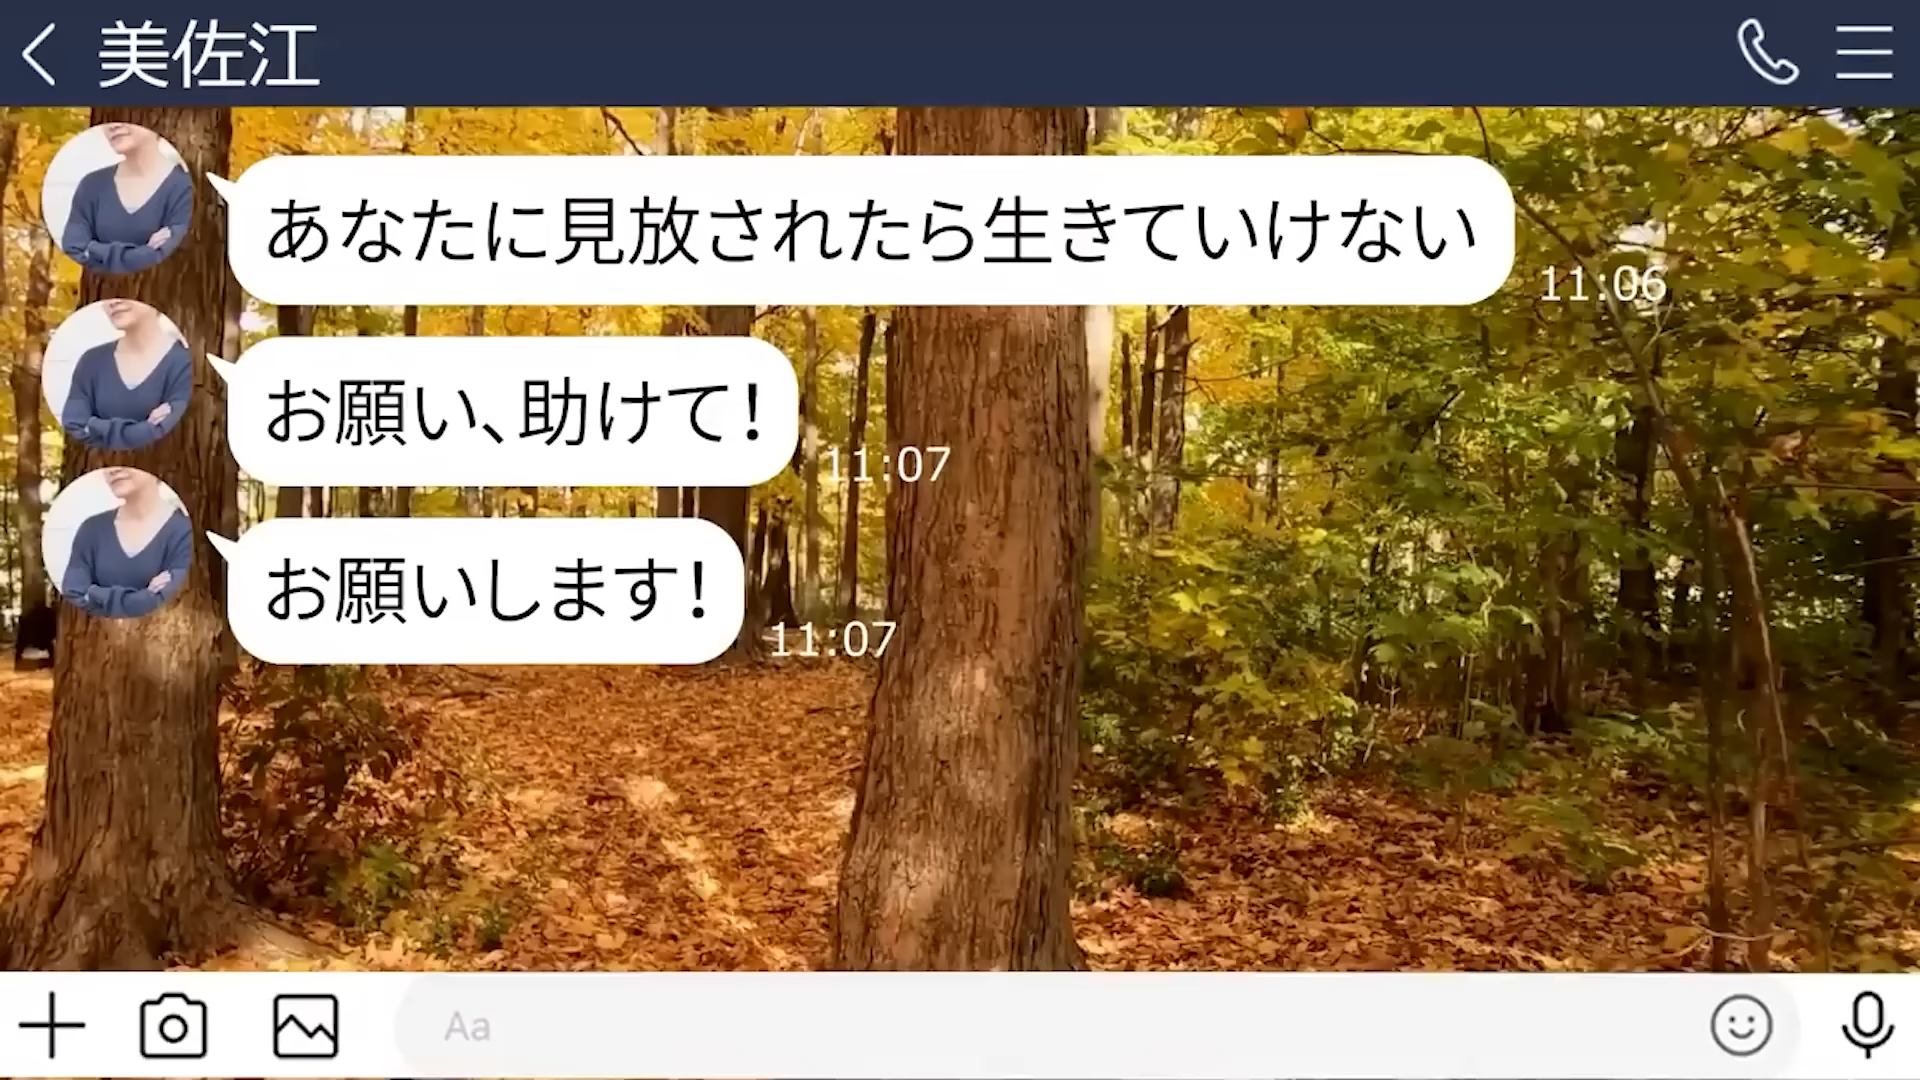 美佐江
あなたに見放されたら生きていけない
11:06
お願い、助けて!
11:07
お願いします!
11:07
Aa